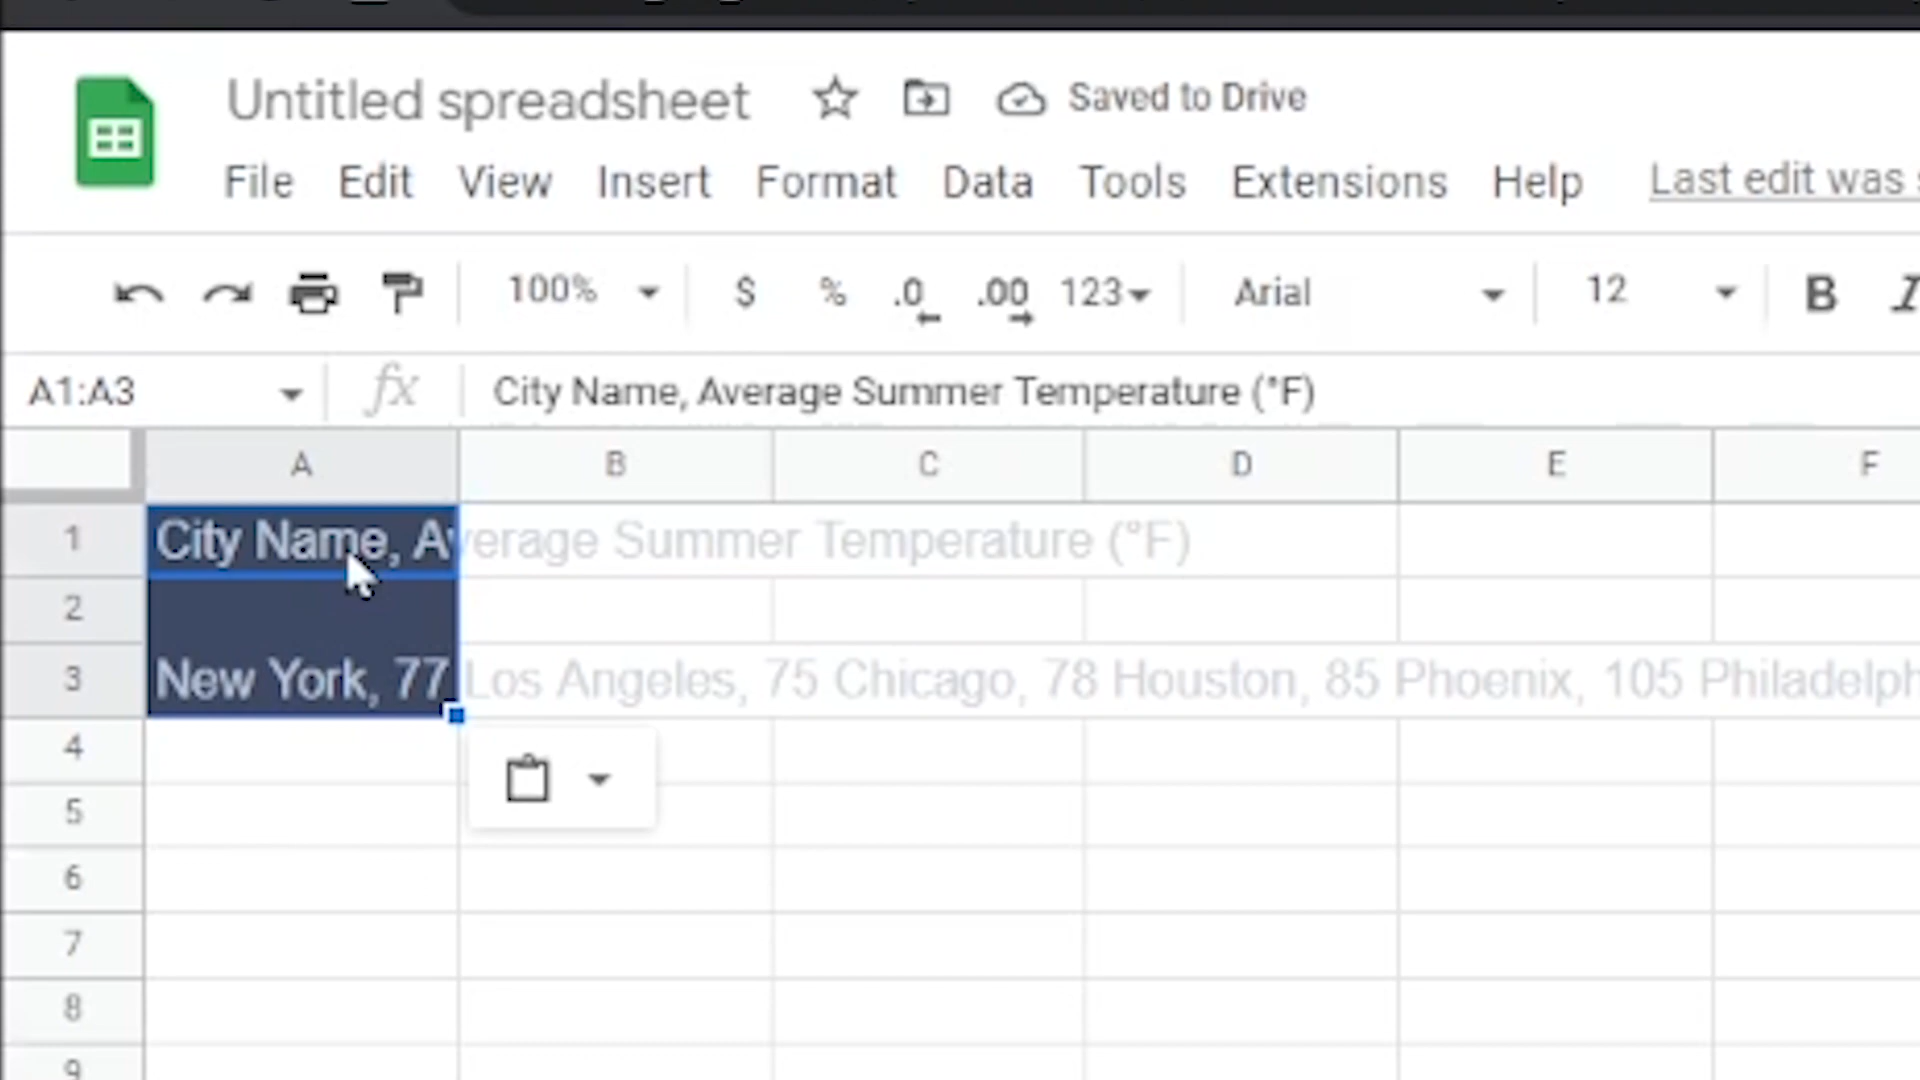 Untitled spreadsheet Saved to Drive
File Edit View Insert Format Data Tools Extensions Help Last edit was
100% $ % .0 .00 123 Arial 12 B I
A1:A3 fx City Name, Average Summer Temperature (°F)
A B C D E F
1 City Name, Average Summer Temperature (°F)
2
3 New York, 77 Los Angeles, 75 Chicago, 78 Houston, 85 Phoenix, 105 Philadelph
4
5
6
7
8
9